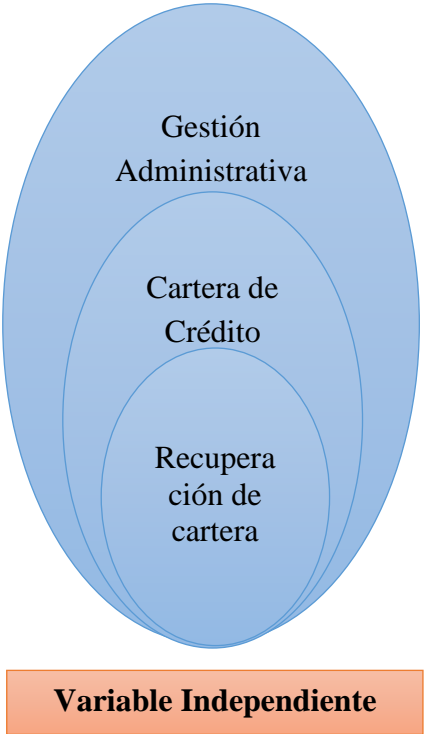 Gestión
Administrativa
Cartera de
Crédito
Recupera
ción de
cartera
Variable Independiente